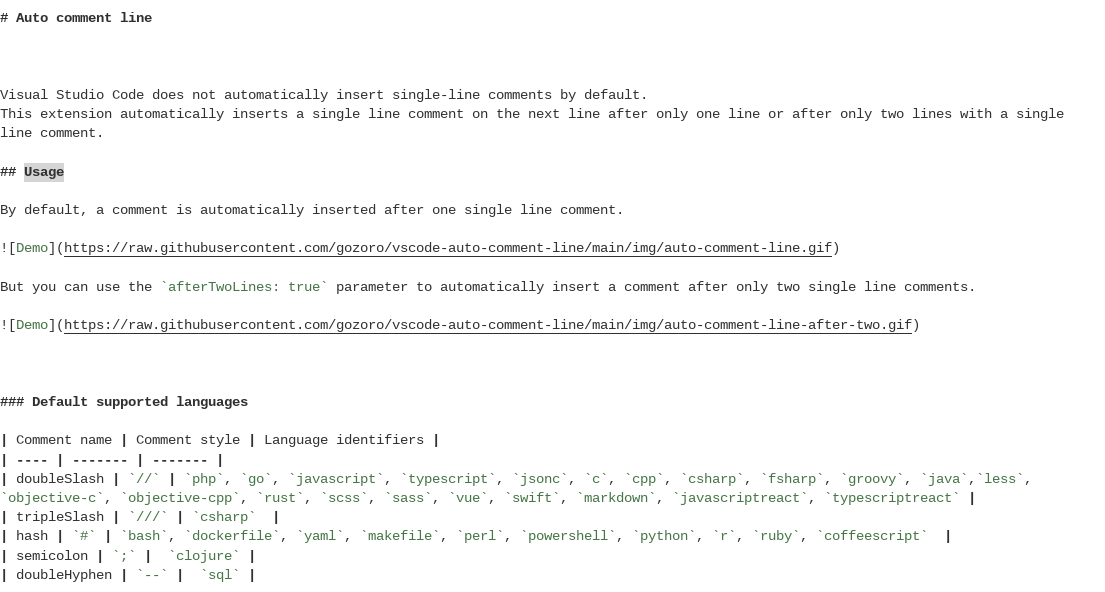 # Auto comment line
Visual Studio Code does not automatically insert single-line comments by default.
This extension automatically inserts a single line comment on the next line after only one line or after only two lines with a single
line comment.
## Usage
By default, a comment is automatically inserted after one single line comment.
![Demo](https://raw.githubusercontent.com/gozoro/vscode-auto-comment-line/main/img/auto-comment-line.gif)
But you can use the `afterTwoLines: true` parameter to automatically insert a comment after only two single line comments.
![Demo](https://raw.githubusercontent.com/gozoro/vscode-auto-comment-line/main/img/auto-comment-line-after-two.gif)
### Default supported languages
| Comment name | Comment style | Language identifiers |
| ---- | ------- | ------- |
| doubleSlash | `//` | `php`, `go`, `javascript`, `typescript`, `jsonc`, `c`, `cpp`, `csharp`, `fsharp`, `groovy`, `java`,`less`,
`objective-c`, `objective-cpp`, `rust`, `scss`, `sass`, `vue`, `swift`, `markdown`, `javascriptreact`, `typescriptreact` |
| tripleSlash | `///` | `csharp`  |
| hash | `#` | `bash`, `dockerfile`, `yaml`, `makefile`, `perl`, `powershell`, `python`, `r`, `ruby`, `coffeescript`  |
| semicolon | `;` |  `clojure` |
| doubleHyphen | `--` |  `sql` |